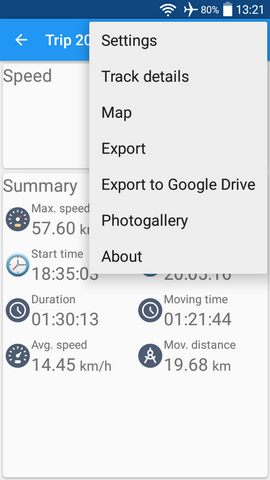 80% 13:21
Trip 20
Settings
Track details
Map
Export
Export to Google Drive
Photogallery
About
Speed
Summary
Max. speed
57.60
Start time
18:35:03 20:05:16
Duration Moving time
01:30:13 01:21:44
Avg. speed Mov. distance
14.45 km/h 19.68 km